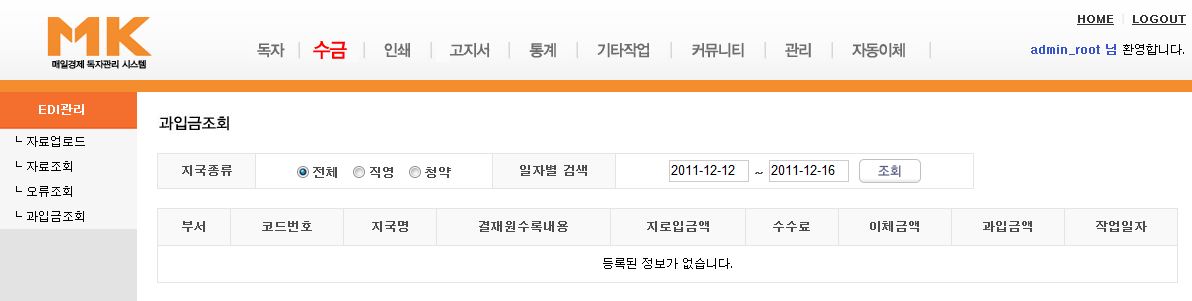 HOME | LOGOUT
MK
매일경제 독자관리 시스템
독자 | 수금 | 인쇄 | 고지서 | 통계 | 기타작업 | 커뮤니티 | 관리 | 자동이체 |
admin_root 님 환영합니다.
EDI관리
┗ 자료업로드
┗ 자료조회
┗ 오류조회
┗ 과입금조회
과입금조회
지국종류 전체 직영 청약 일자별 검색 2011-12-12 ~ 2011-12-16 조회
부서 코드번호 지국명 결재원수록내용 지로입금액 수수료 이체금액 과입금액 작업일자
등록된 정보가 없습니다.